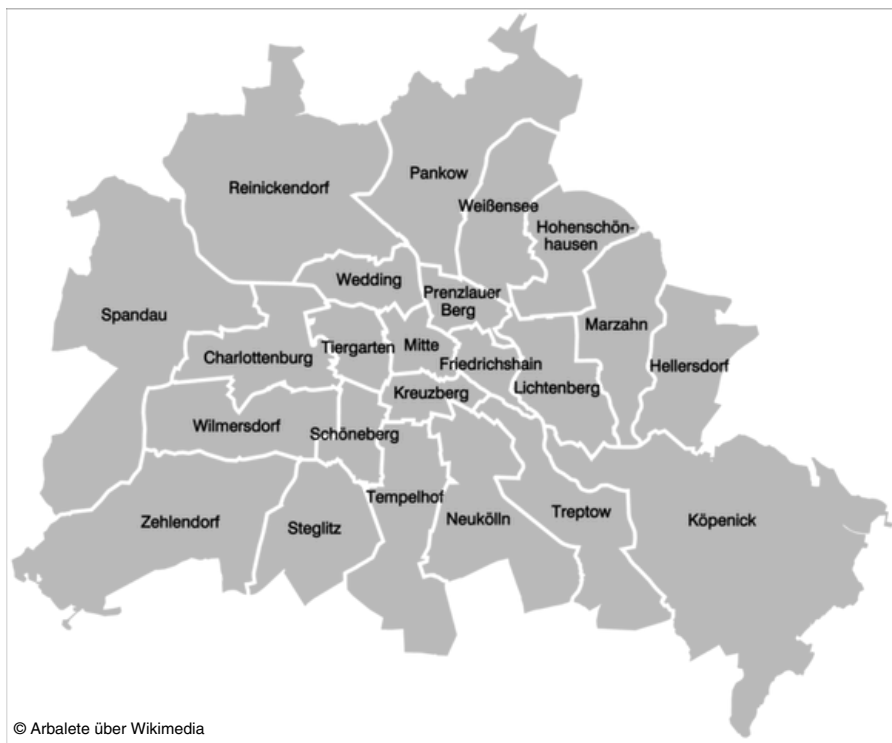 Pankow
Reinickendorf
Weißensee
Hohenschön-
hausen
Wedding
Prenzlauer
Berg
Spandau
Marzahn
Charlottenburg
Tiergarten
Mitte
Friedrichshain
Hellersdorf
Lichtenberg
Kreuzberg
Wilmersdorf
Schöneberg
Tempelhof
Zehlendorf
Steglitz
Neukölln
Treptow
Köpenick
© Arbalete über Wikimedia